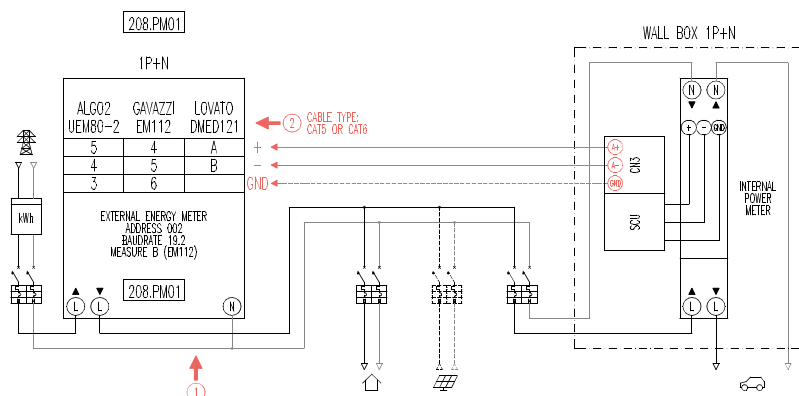 208.PM01
WALL BOX 1P+N
1P+N
ALGO2 GAVAZZI LOVATO
UEM80-2 EM112 DMED121
2 CABLE TYPE:
CAT5 OR CAT6
5 4 A +
4 5 B -
3 6 GND
N N
+ - GND
A+
A-
GND
CN3
SCU
INTERNAL
POWER
METER
kWh
EXTERNAL ENERGY METER
ADDRESS 002
BAUDRATE 19.2
MEASURE B (EM112)
208.PM01
L L N
L L
1